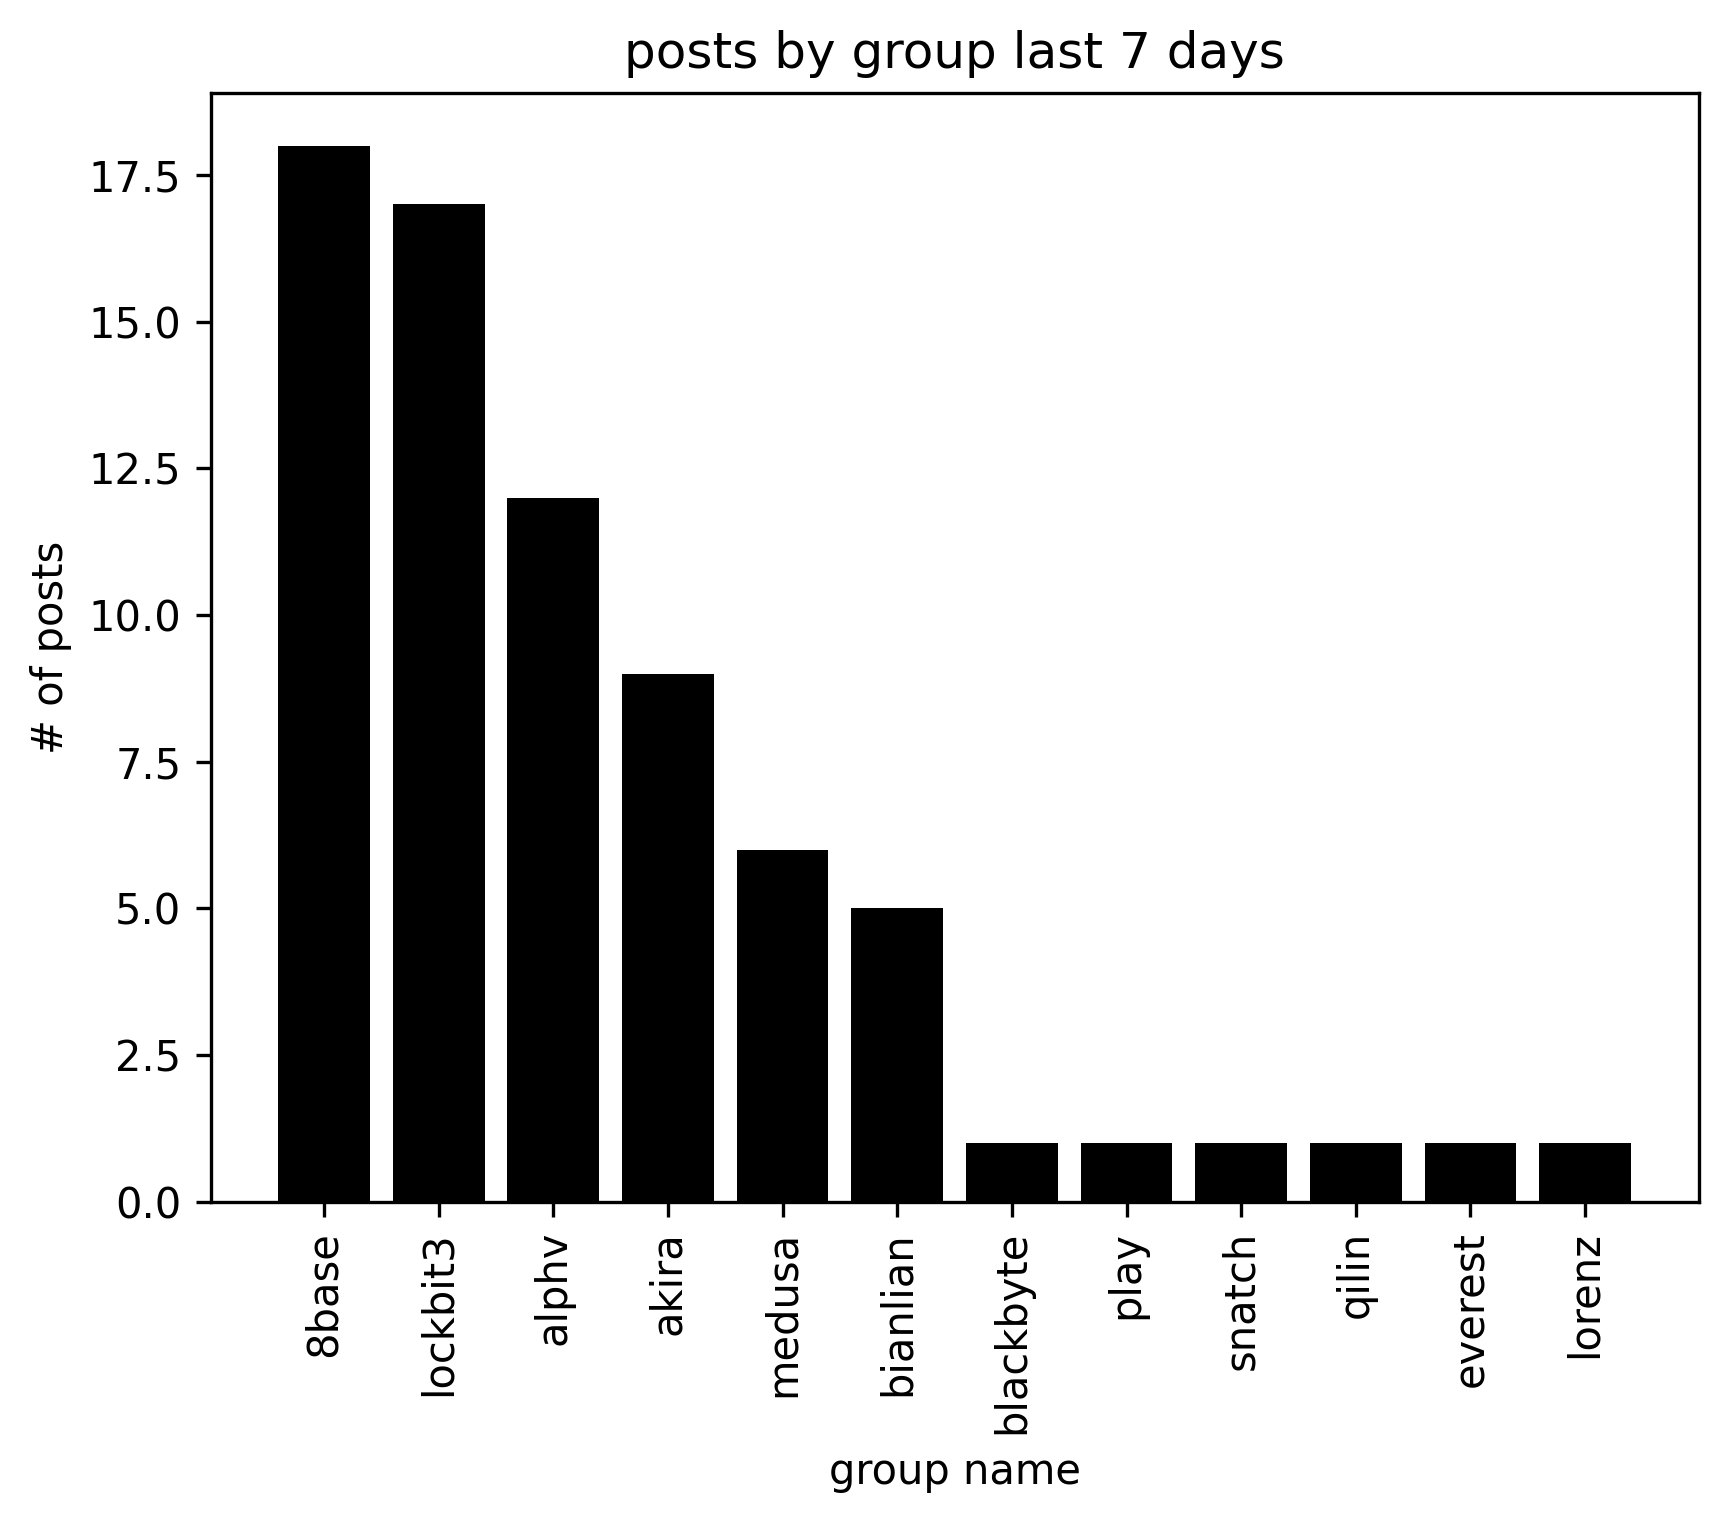 posts by group last 7 days
# of posts
17.5
15.0
12.5
10.0
7.5
5.0
2.5
0.0
8base
lockbit3
alphv
akira
medusa
bianlian
blackbyte
play
snatch
qilin
everest
lorenz
group name